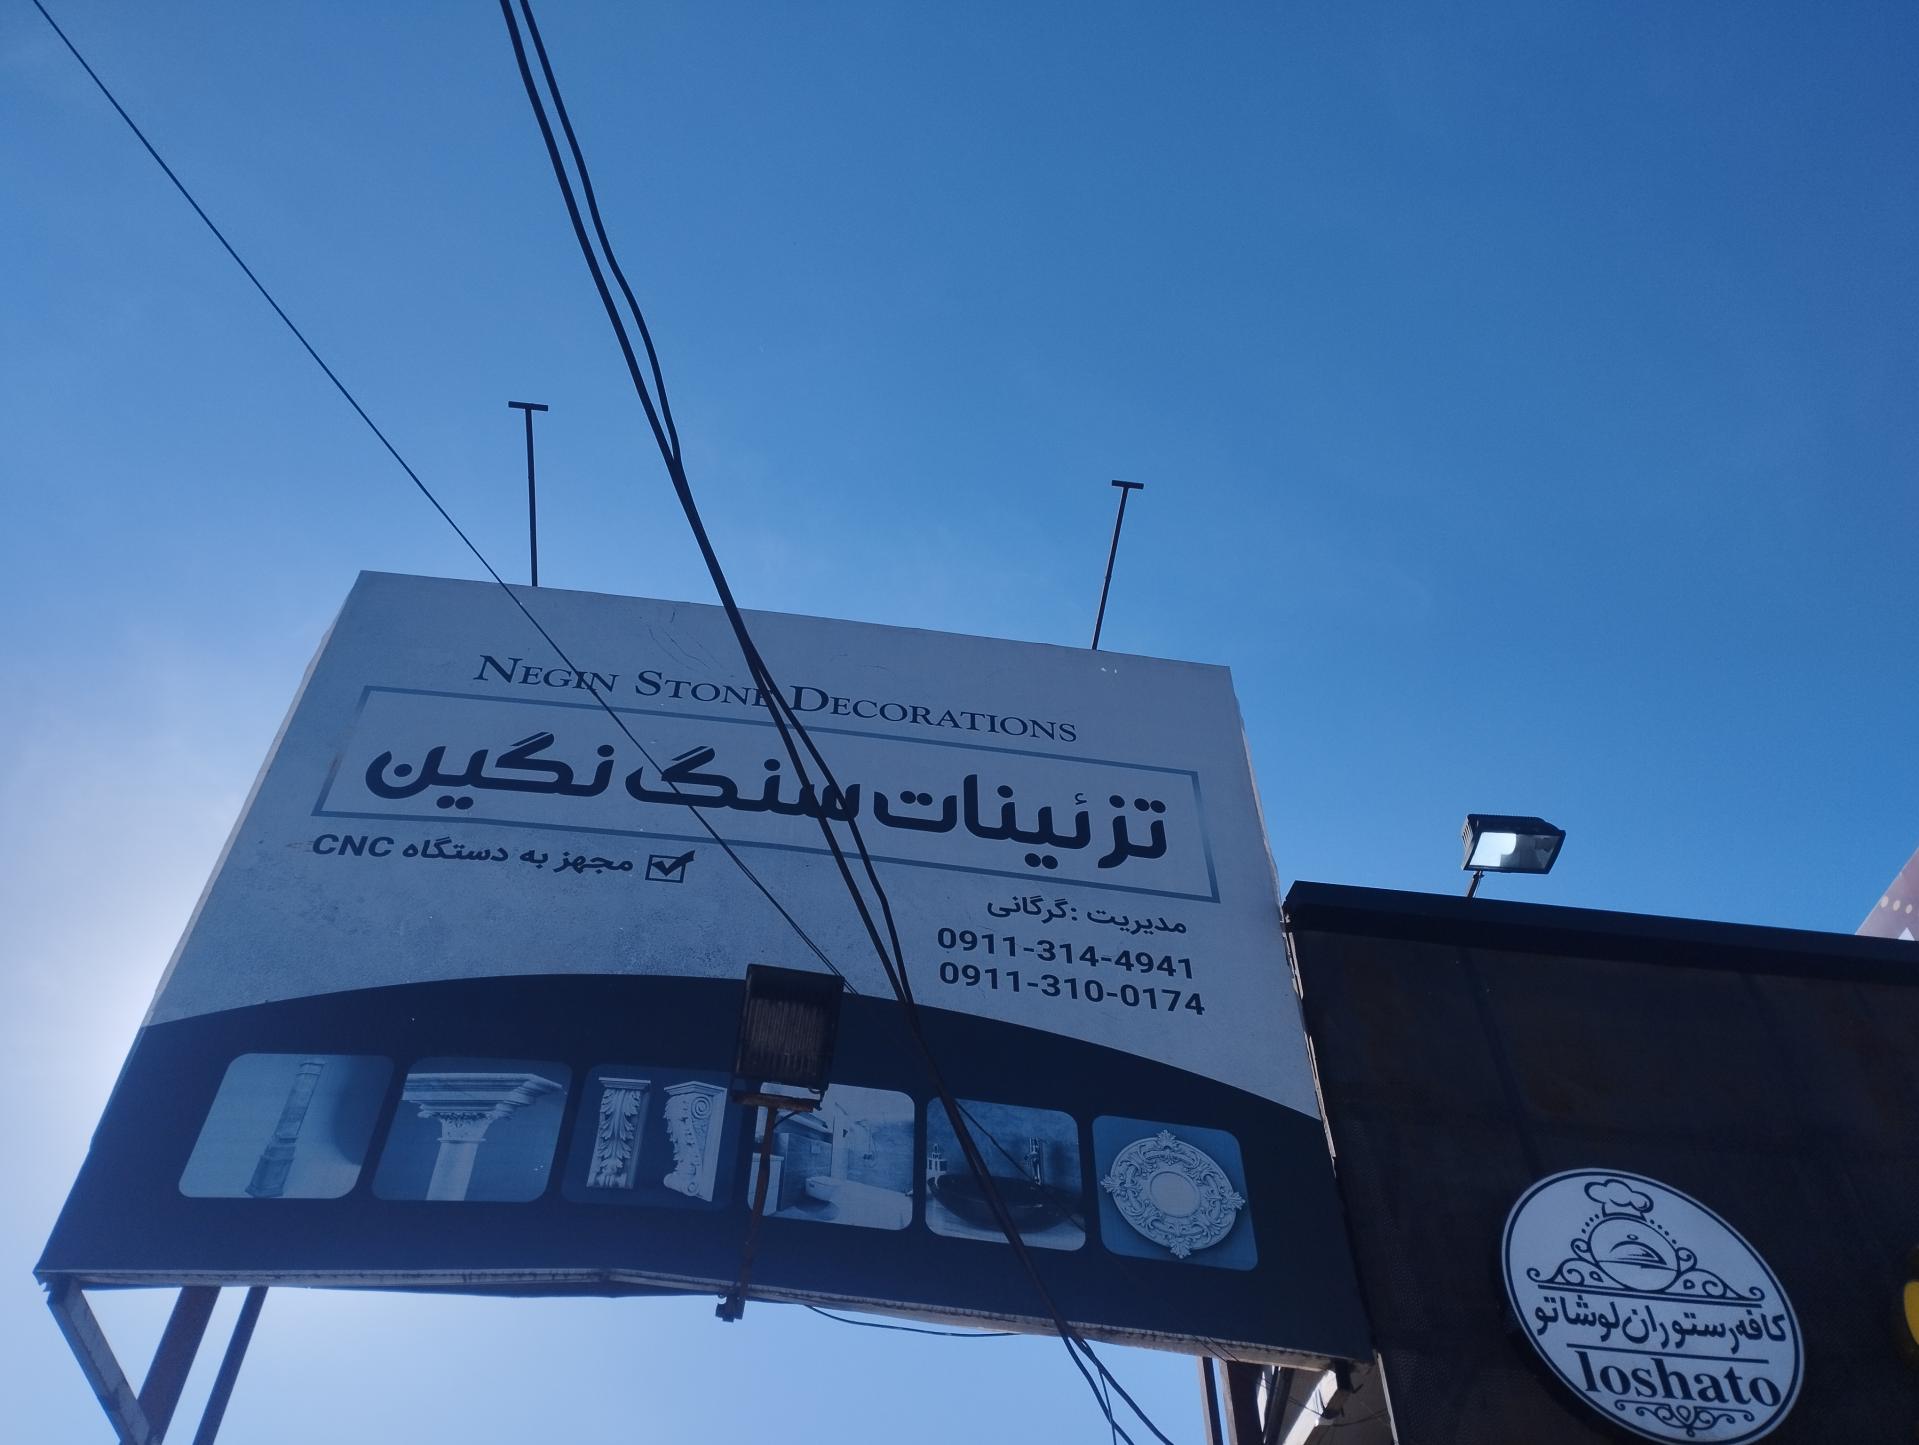 NEGIN STONE DECORATIONS
تزئینات سنگ نگین
مجهز به دستگاه CNC
مدیریت : گرگانی
0911-314-4941
0911-310-0174
کافه رستوران لوشاتو
loshato